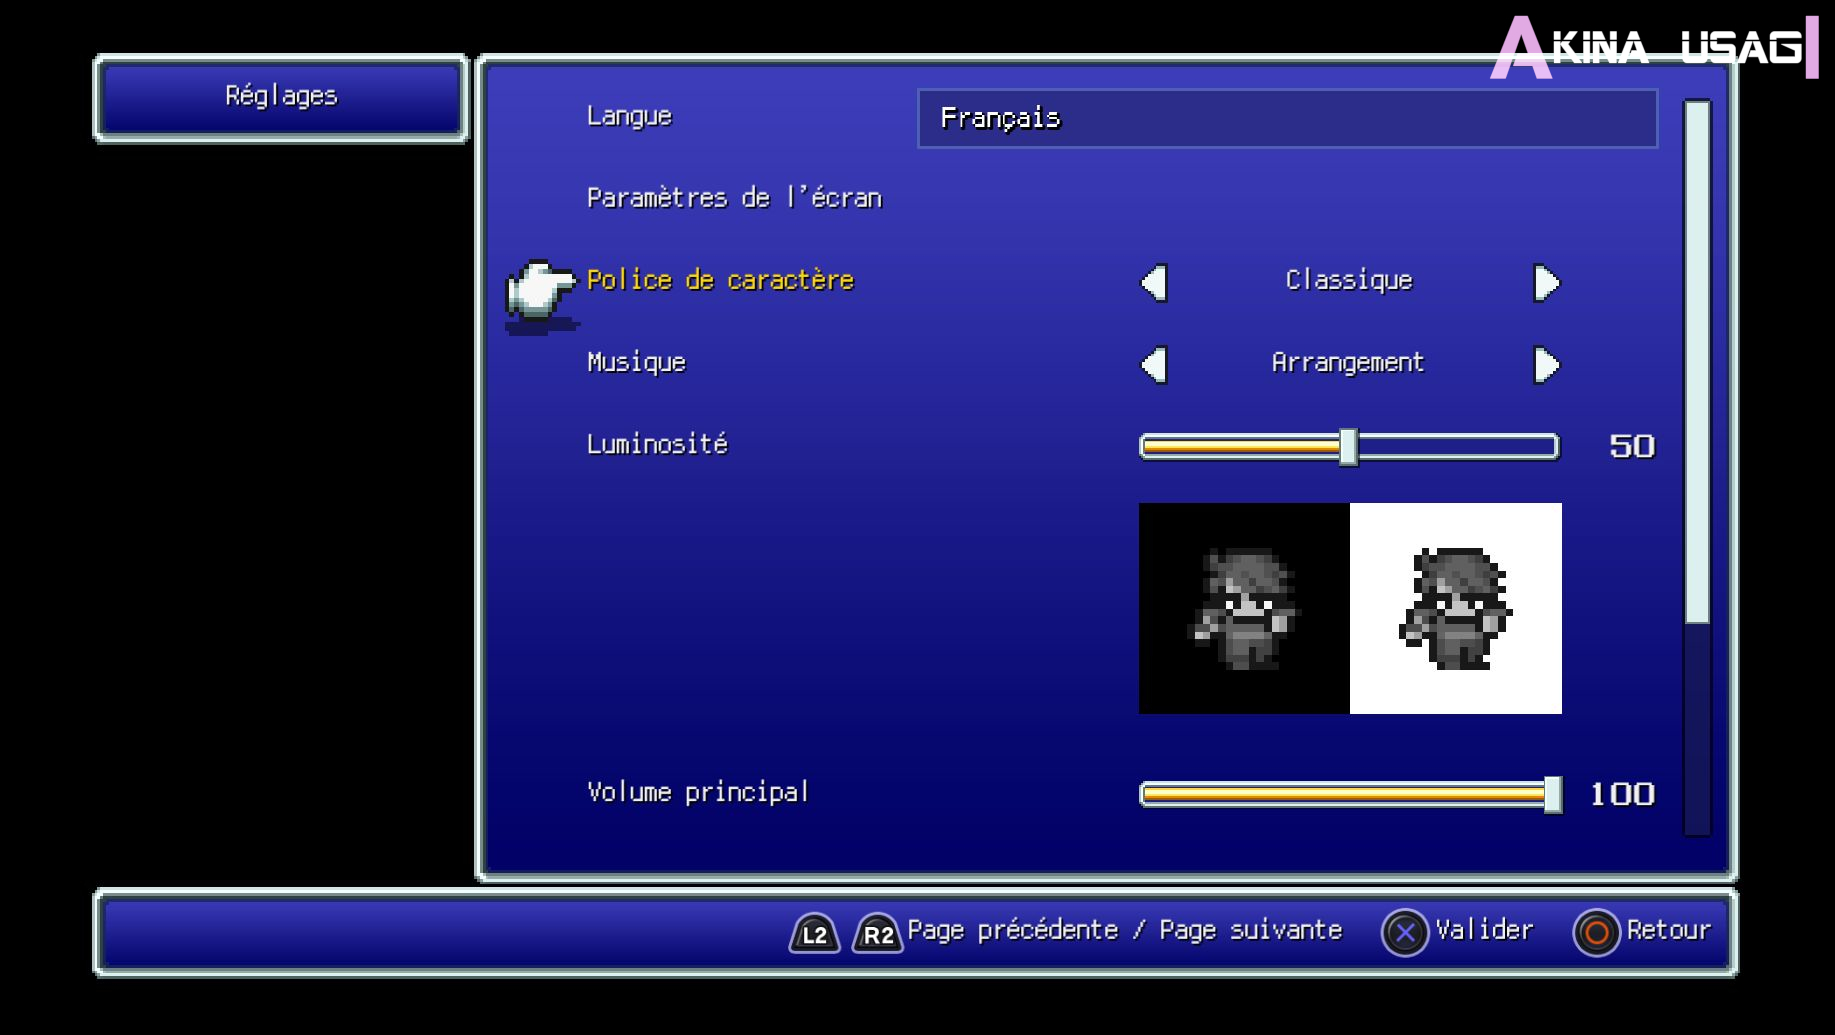 AKINA USAGI
Réglages
Langue
Français
Paramètres de l'écran
Police de caractère
Classique
Musique
Arrangement
Luminosité
50
Volume principal
100
L2 R2 Page précédente / Page suivante Valider Retour